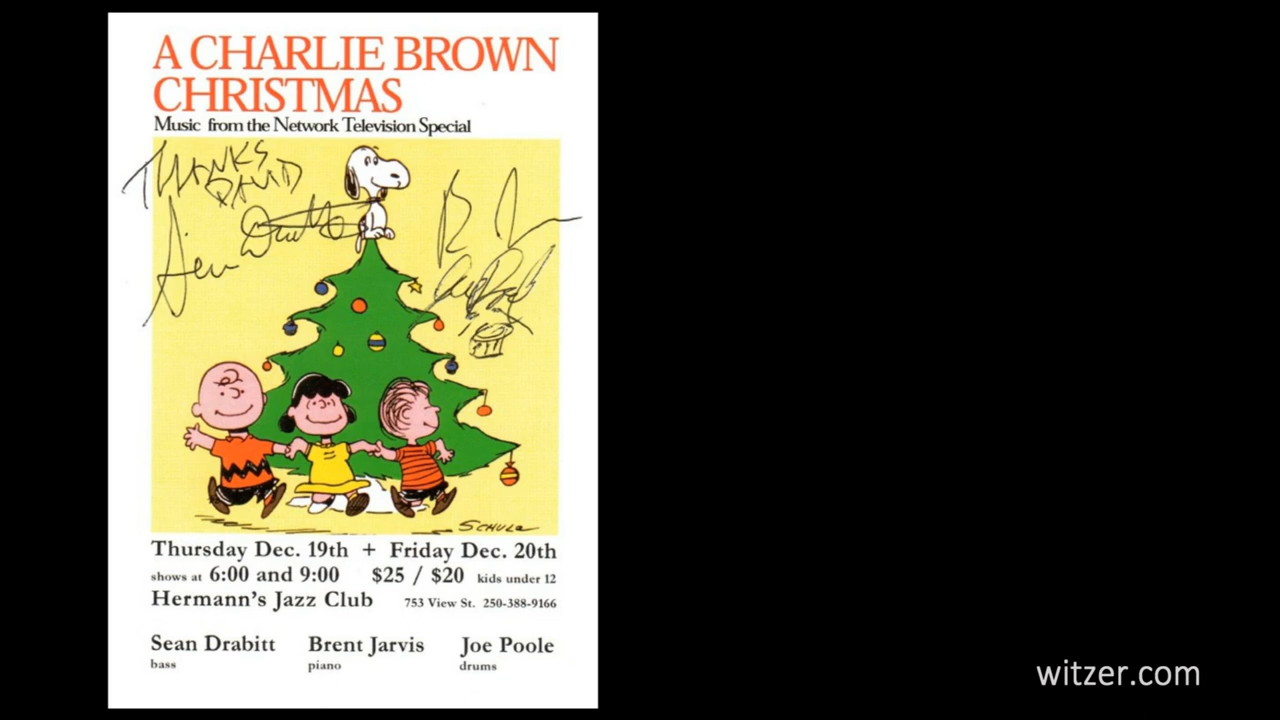 A CHARLIE BROWN
CHRISTMAS
Music from the Network Television Special
THANKS
DAVID
SCHULZ
Thursday Dec. 19th + Friday Dec. 20th
shows at 6:00 and 9:00 $25 / $20 kids under 12
Hermann's Jazz Club 753 View St. 250-388-9166
Sean Drabitt Brent Jarvis Joe Poole
bass piano drums
witzer.com